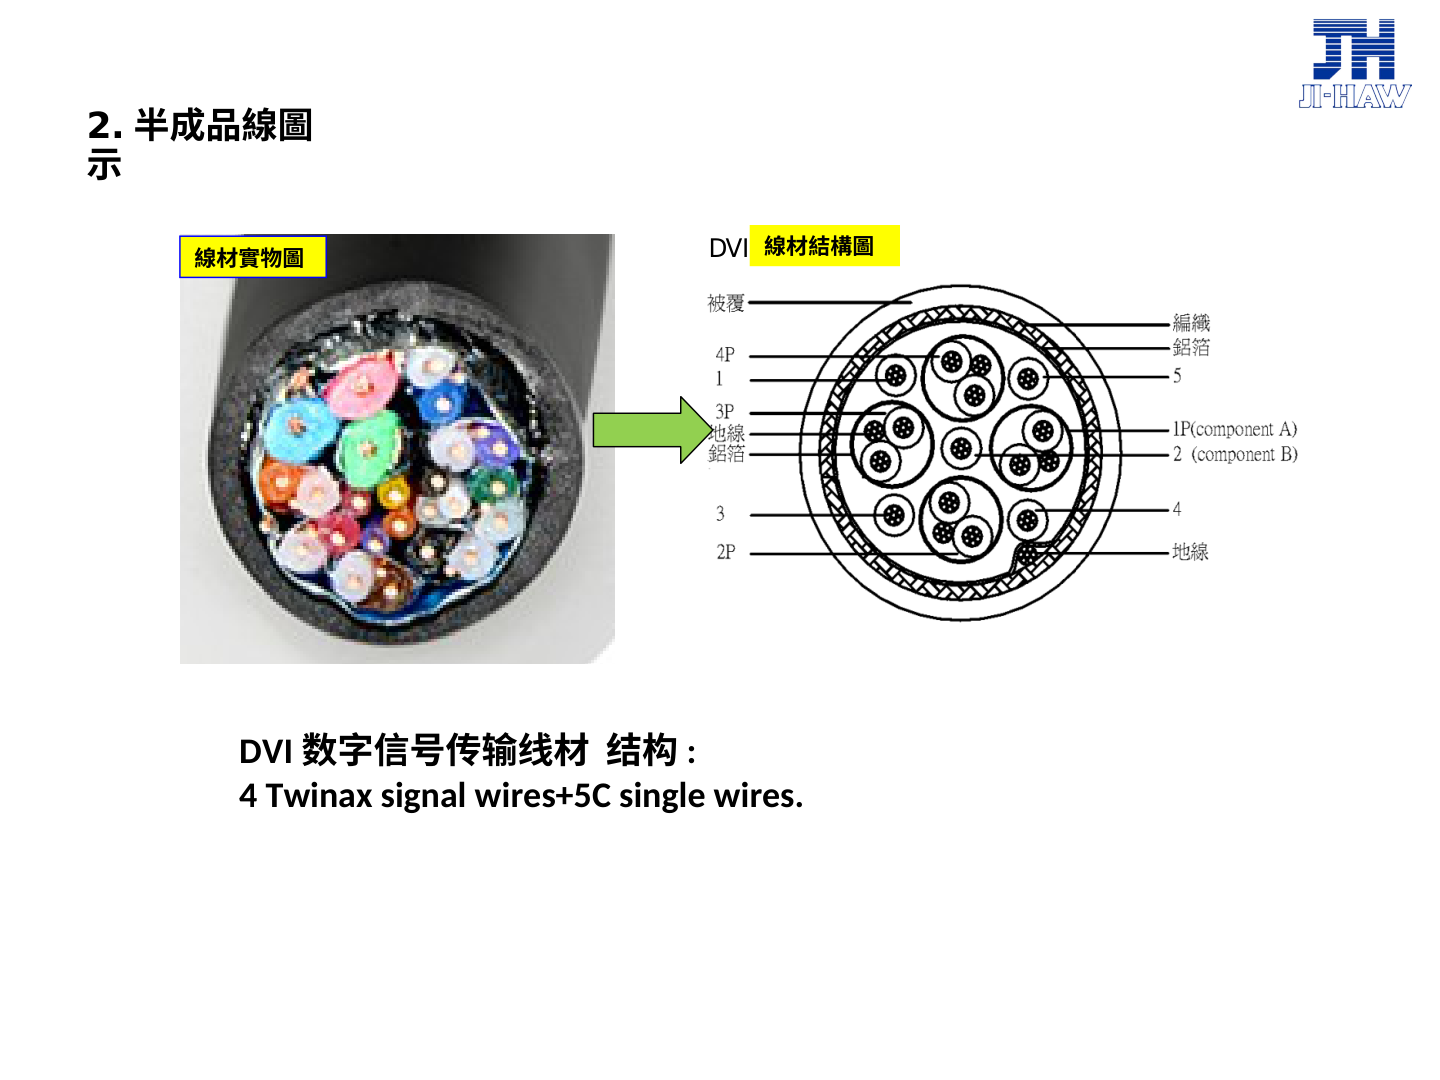 JI-HAW
2. 半成品線圖
示
線材實物圖
DVI 線材結構圖
被覆
編織
鋁箔
4P
1
5
3P
地線
鋁箔
1P(component A)
2 (component B)
3
4
2P
地線
DVI 数字信号传输线材 结构 :
4 Twinax signal wires+5C single wires.